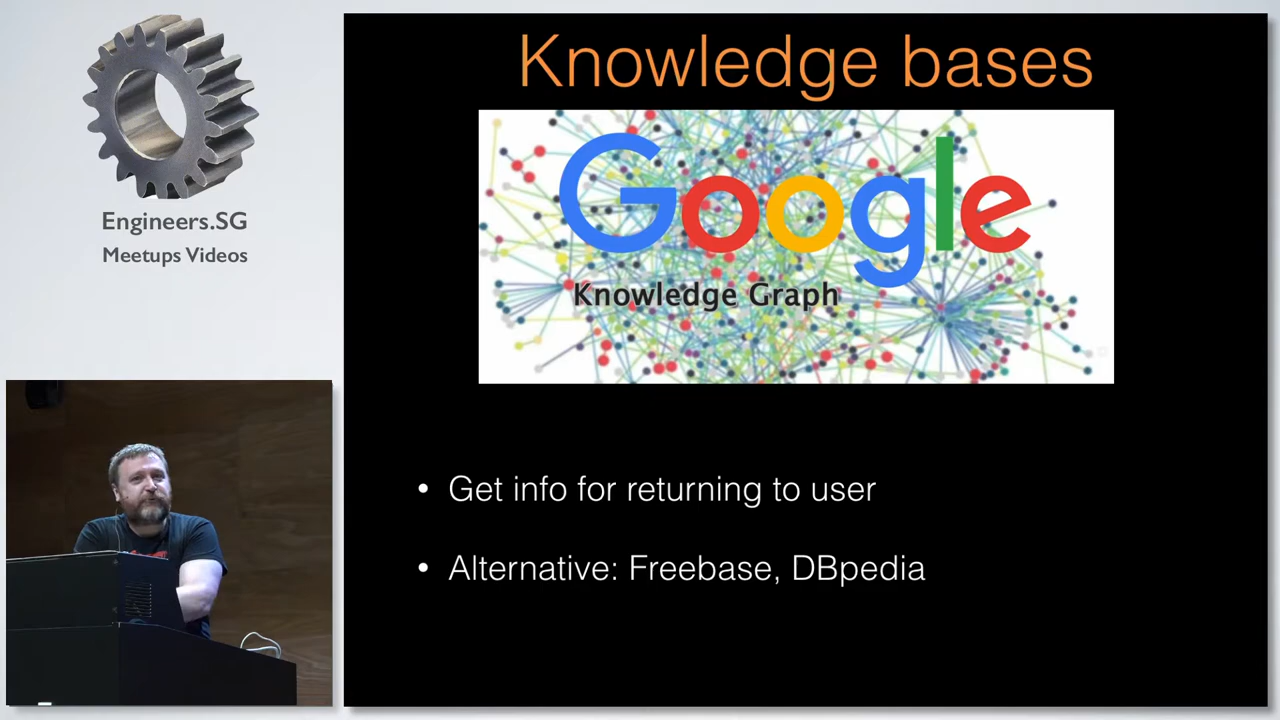 Engineers.SG
Meetups Videos
Knowledge bases
Google
Knowledge Graph
• Get info for returning to user
• Alternative: Freebase, DBpedia